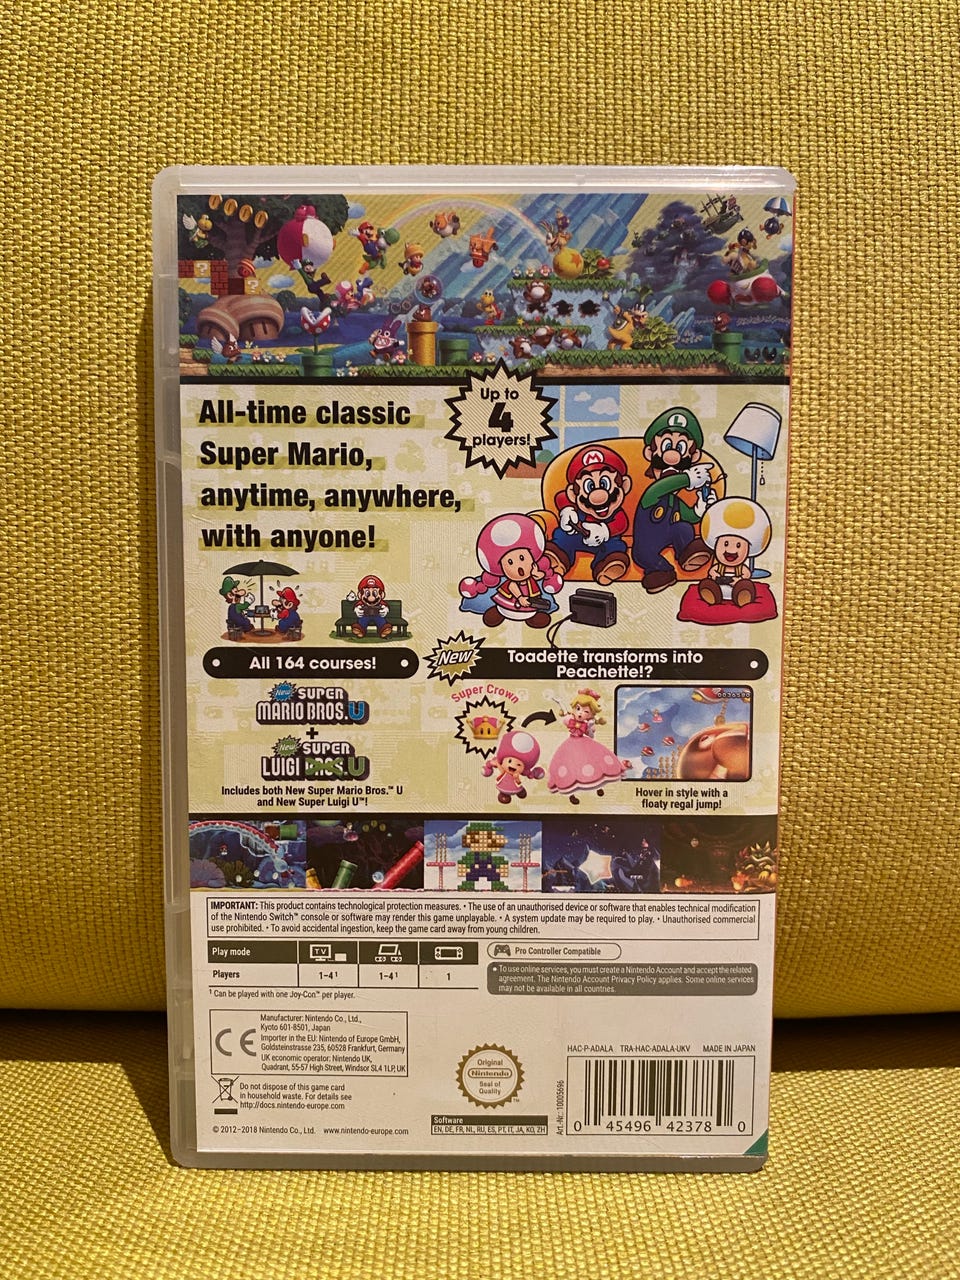 All-time classic
Super Mario,
anytime, anywhere,
with anyone!
Up to
4
players!
All 164 courses!
New SUPER
MARIO BROS.U
+
New SUPER
LUIGI U
Includes both New Super Mario Bros.™ U
and New Super Luigi U™!
New
Toadette transforms into
Peachette!?
Super Crown
Hover in style with a
floaty regal jump!
IMPORTANT: This product contains technological protection measures. • The use of an unauthorised device or software that enables technical modification
of the Nintendo Switch™ console or software may render this game unplayable. • A system update may be required to play. • Unauthorised commercial
use prohibited. • To avoid accidental ingestion, keep the game card away from young children.
Play mode
TV
Players
1–4¹
1–4¹
1
¹ Can be played with one Joy-Con™ per player.
Pro Controller Compatible
• To use online services, you must create a Nintendo Account and accept the related
agreement. The Nintendo Account Privacy Policy applies. Some online services
may not be available in all countries.
CE
Manufacturer: Nintendo Co., Ltd.,
Kyoto 601-8501, Japan
Importer in the EU: Nintendo of Europe GmbH,
Goldsteinstrasse 235, 60528 Frankfurt, Germany
UK economic operator: Nintendo UK,
Quadrant, 55-57 High Street, Windsor SL4 1LP, UK
Do not dispose of this game card
in household waste. For details see
http://docs.nintendo-europe.com
© 2012–2018 Nintendo Co., Ltd. www.nintendo-europe.com
Original
Nintendo
Seal of
Quality
TM
Software
EN, DE, FR, NL, RU, ES, PT, IT, JA, KO, ZH
HAC-P-ADALA TRA-HAC-ADALA-UKV MADE IN JAPAN
Art.-Nr.: 10005696
0 45496 42378 0